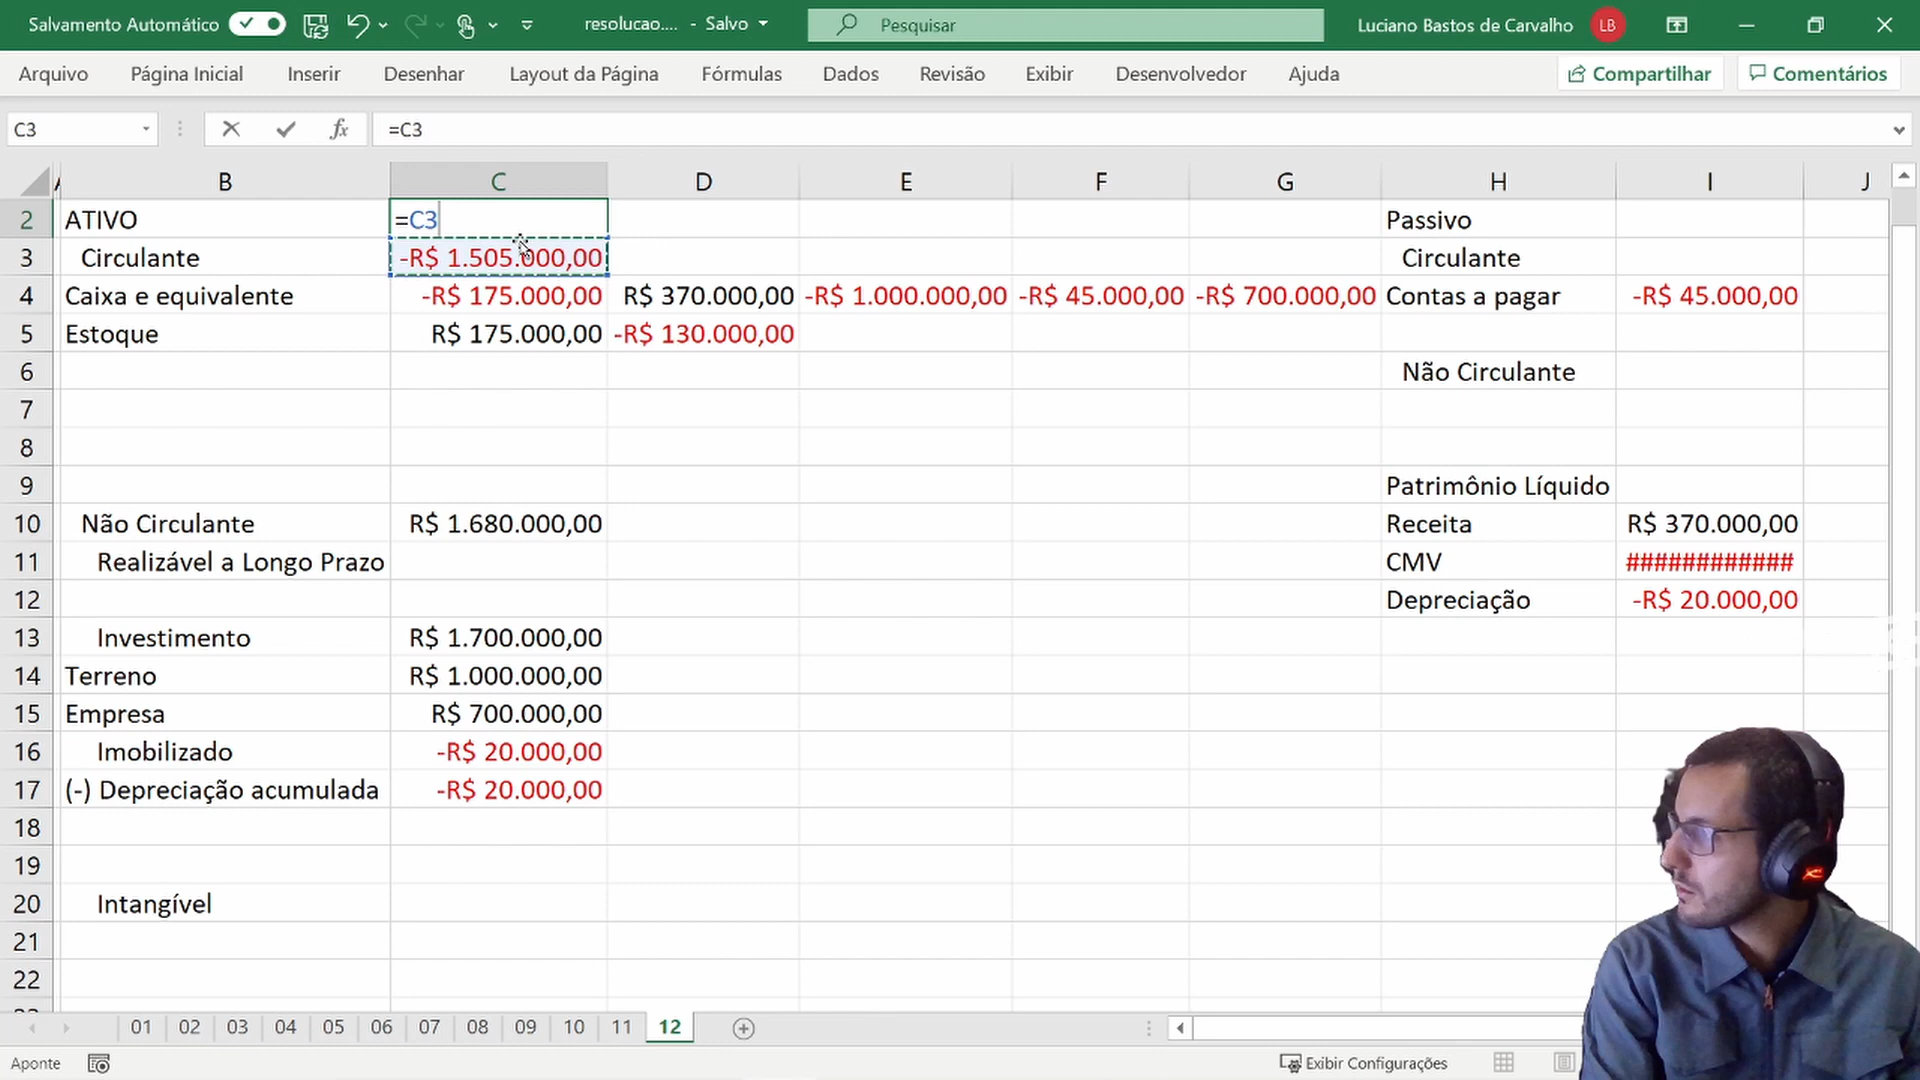 Salvamento Automático resolucao.... - Salvo Pesquisar Luciano Bastos de Carvalho LB
Arquivo Página Inicial Inserir Desenhar Layout da Página Fórmulas Dados Revisão Exibir Desenvolvedor Ajuda Compartilhar Comentários
C3 fx =C3
A B C D E F G H I J
2 ATIVO =C3 Passivo
3 Circulante -R$ 1.505.000,00 Circulante
4 Caixa e equivalente -R$ 175.000,00 R$ 370.000,00 -R$ 1.000.000,00 -R$ 45.000,00 -R$ 700.000,00 Contas a pagar -R$ 45.000,00
5 Estoque R$ 175.000,00 -R$ 130.000,00
6 Não Circulante
7
8
9 Patrimônio Líquido
10 Não Circulante R$ 1.680.000,00 Receita R$ 370.000,00
11 Realizável a Longo Prazo CMV ############
12 Depreciação -R$ 20.000,00
13 Investimento R$ 1.700.000,00
14 Terreno R$ 1.000.000,00
15 Empresa R$ 700.000,00
16 Imobilizado -R$ 20.000,00
17 (-) Depreciação acumulada -R$ 20.000,00
18
19
20 Intangível
21
22
01 02 03 04 05 06 07 08 09 10 11 12
Aponte Exibir Configurações